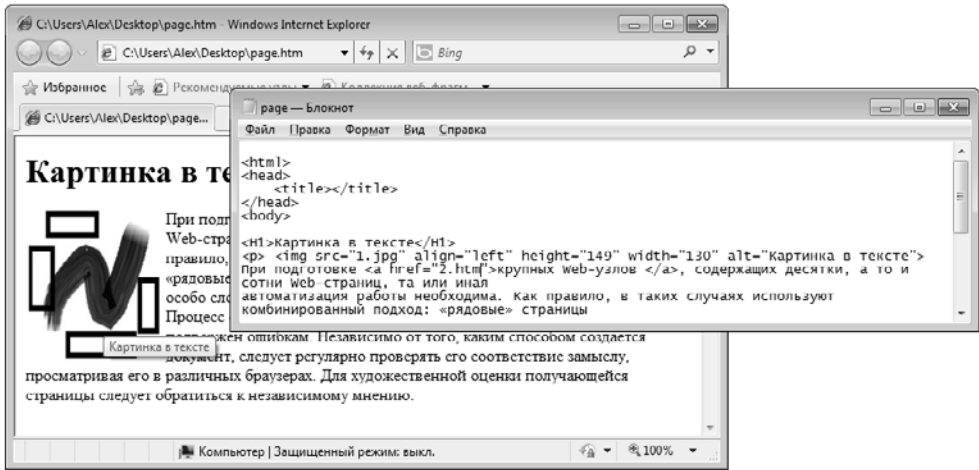 C:\Users\Alex\Desktop\page.htm - Windows Internet Explorer
C:\Users\Alex\Desktop\page.htm
Bing
Избранное
Рекомендуемые узлы
Коллекция веб-фрагм...
C:\Users\Alex\Desktop\page...
Картинка в те
При подг
Web-стра
правило,
«рядовые
особо сло
Процесс
подвержен ошибкам. Независимо от того, каким способом создается
документ, следует регулярно проверять его соответствие замыслу,
просматривая его в различных браузерах. Для художественной оценки получающейся
страницы следует обратиться к независимому мнению.
Картинка в тексте
Компьютер | Защищенный режим: выкл.
100%
page — Блокнот
Файл Правка Формат Вид Справка
<html>
<head>
<title></title>
</head>
<body>
<H1>Картинка в тексте</H1>
<p> <img src="1.jpg" align="left" height="149" width="130" alt="Картинка в тексте">
При подготовке <a href="2.htm">крупных Web-узлов </a>, содержащих десятки, а то и
сотни Web-страниц, та или иная
автоматизация работы необходима. Как правило, в таких случаях используют
комбинированный подход: «рядовые» страницы